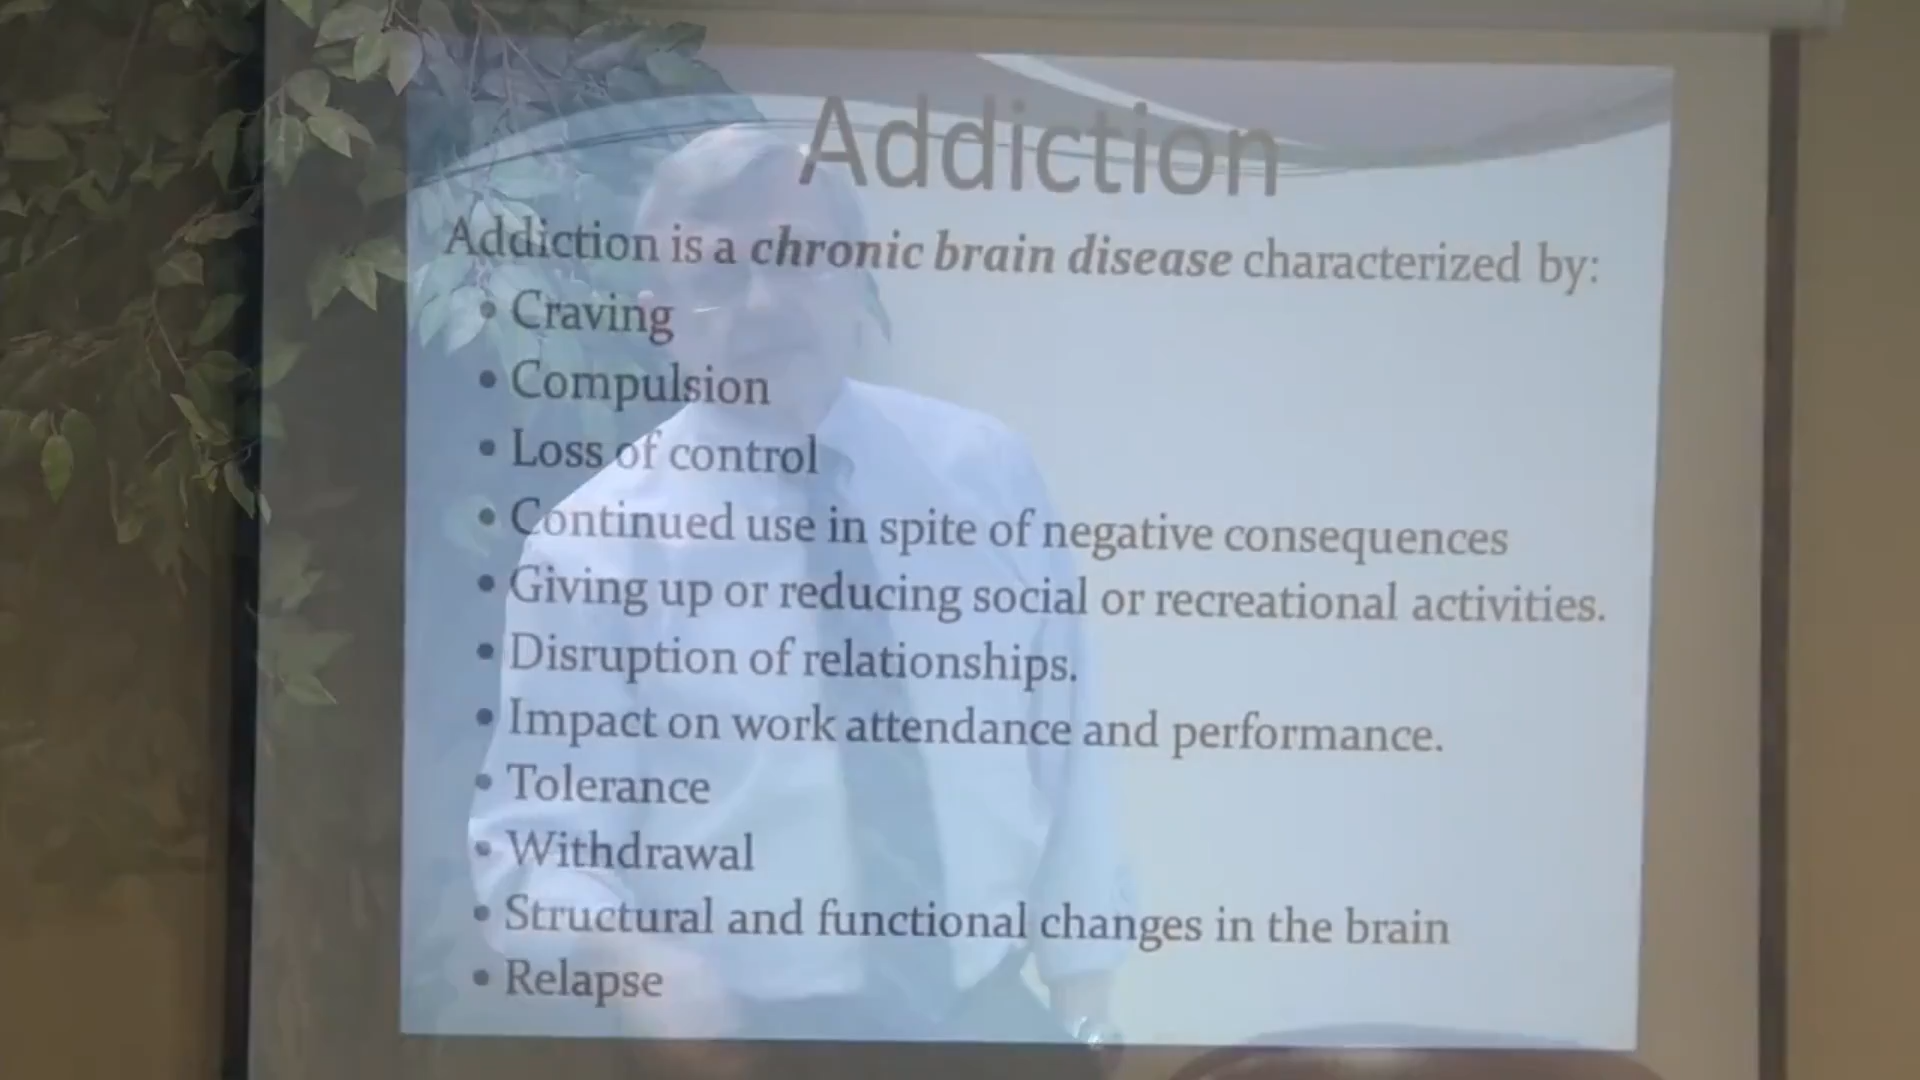 Addiction
Addiction is a chronic brain disease characterized by:
• Craving
• Compulsion
• Loss of control
• Continued use in spite of negative consequences
• Giving up or reducing social or recreational activities.
• Disruption of relationships.
• Impact on work attendance and performance.
• Tolerance
• Withdrawal
• Structural and functional changes in the brain
• Relapse